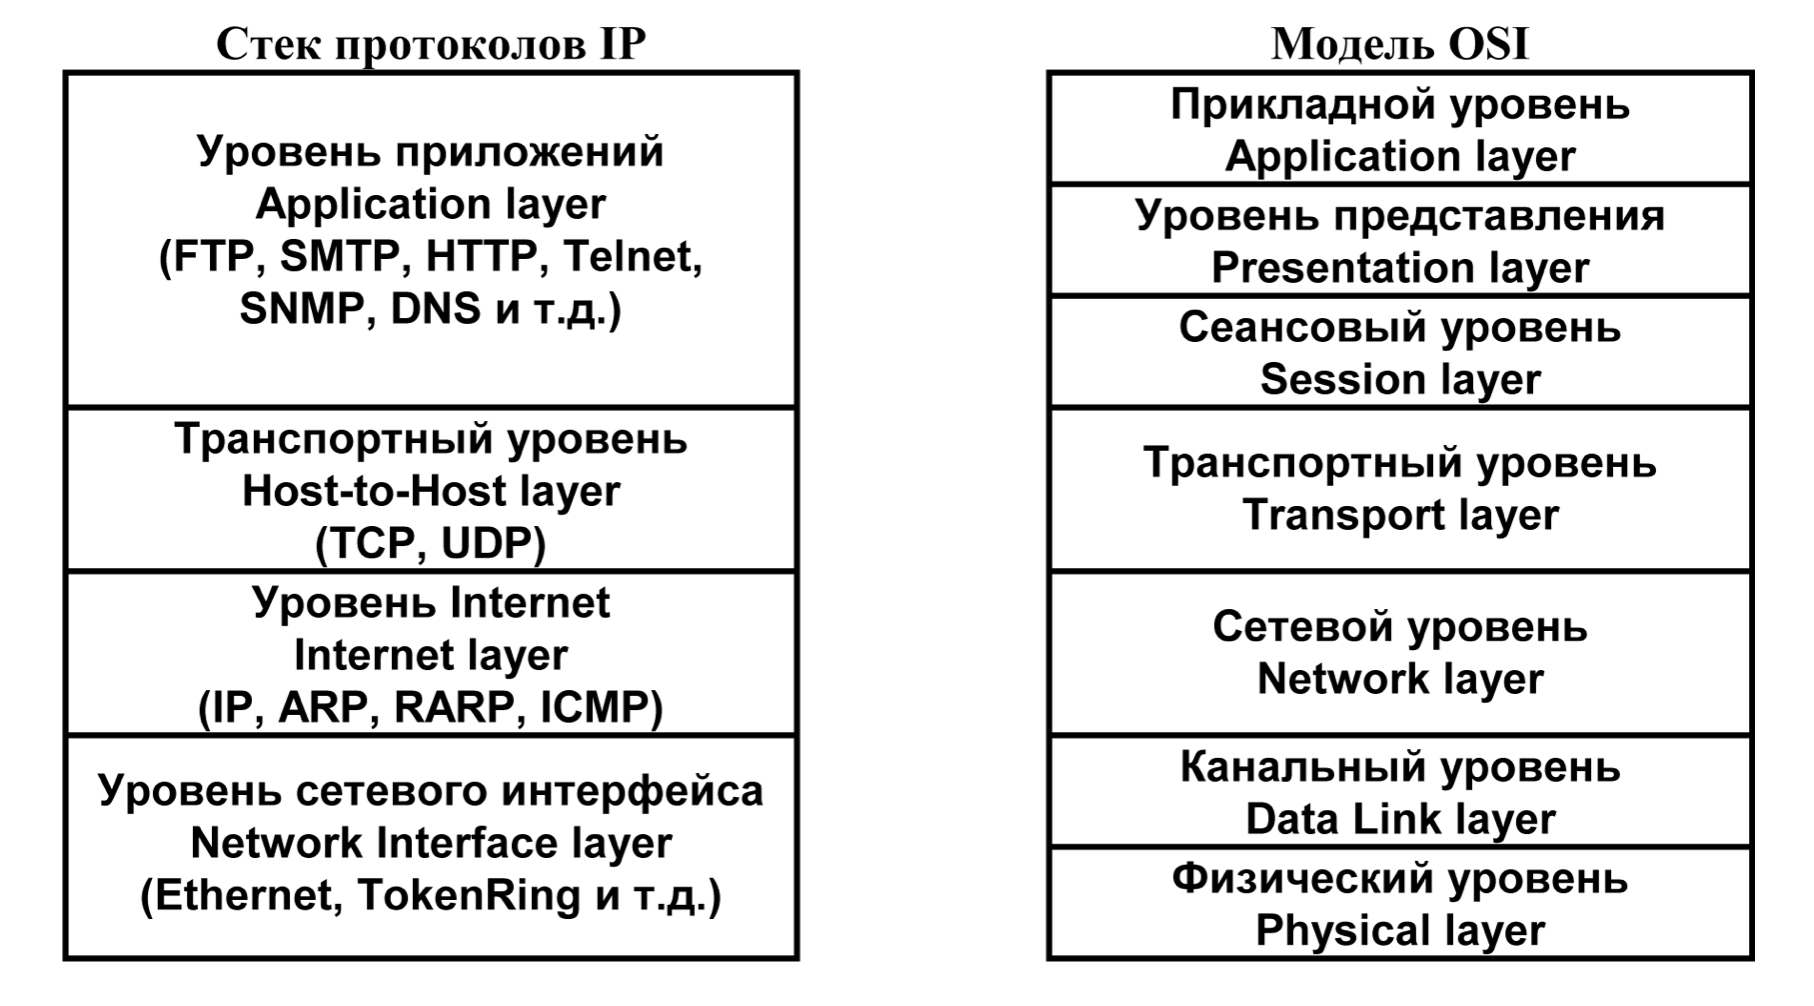 Стек протоколов IP
Уровень приложений
Application layer
(FTP, SMTP, HTTP, Telnet,
SNMP, DNS и т.д.)
Транспортный уровень
Host-to-Host layer
(TCP, UDP)
Уровень Internet
Internet layer
(IP, ARP, RARP, ICMP)
Уровень сетевого интерфейса
Network Interface layer
(Ethernet, TokenRing и т.д.)
Модель OSI
Прикладной уровень
Application layer
Уровень представления
Presentation layer
Сеансовый уровень
Session layer
Транспортный уровень
Transport layer
Сетевой уровень
Network layer
Канальный уровень
Data Link layer
Физический уровень
Physical layer